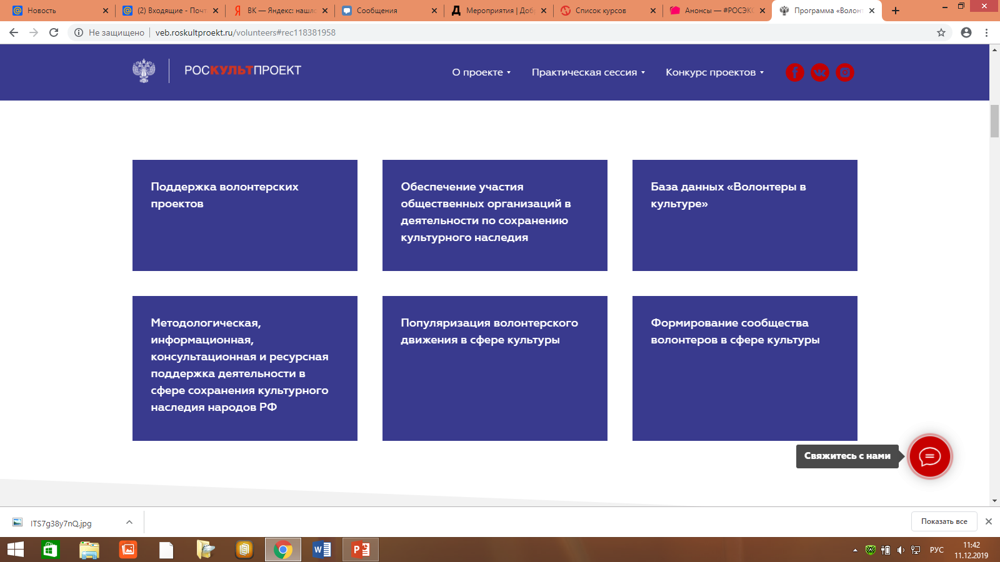 Новость
(2) Входящие - Почт
ВК — Яндекс: нашло
Сообщения
Мероприятия | Доб
Список курсов
Анонсы — #РОСЭКО
Программа «Волонт
Не защищено
veb.roskultproekt.ru/volunteers#rec118381958
РОСКУЛЬТПРОЕКТ
О проекте
Практическая сессия
Конкурс проектов
Поддержка волонтерских
проектов
Обеспечение участия
общественных организаций в
деятельности по сохранению
культурного наследия
База данных «Волонтеры в
культуре»
Методологическая,
информационная,
консультационная и ресурсная
поддержка деятельности в
сфере сохранения культурного
наследия народов РФ
Популяризация волонтерского
движения в сфере культуры
Формирование сообщества
волонтеров в сфере культуры
Свяжитесь с нами
ITS7g38y7nQ.jpg
Показать все
РУС
11:42
11.12.2019